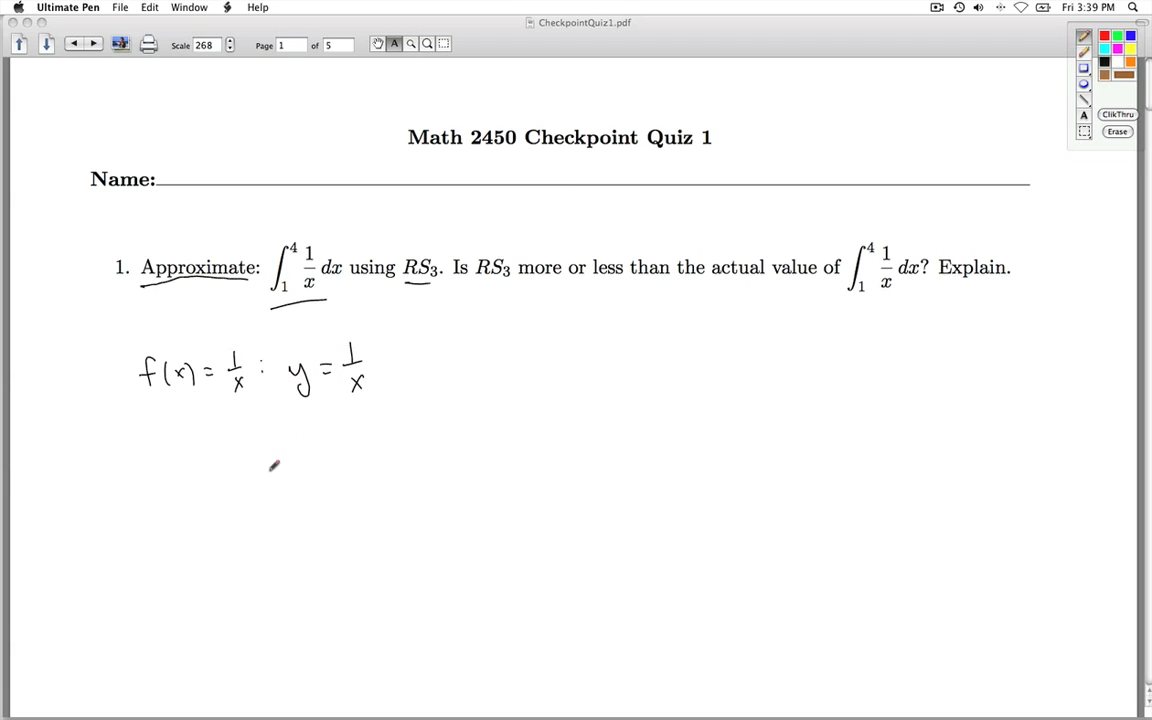 Ultimate Pen File Edit Window Help Fri 3:39 PM
CheckpointQuiz1.pdf
Scale 268 Page 1 of 5 A
A
ClikThru
Erase
Math 2450 Checkpoint Quiz 1
Name:
1. Approximate: ∫₁⁴ 1/x dx using RS₃. Is RS₃ more or less than the actual value of ∫₁⁴ 1/x dx? Explain.
f(x) = 1/x : y = 1/x